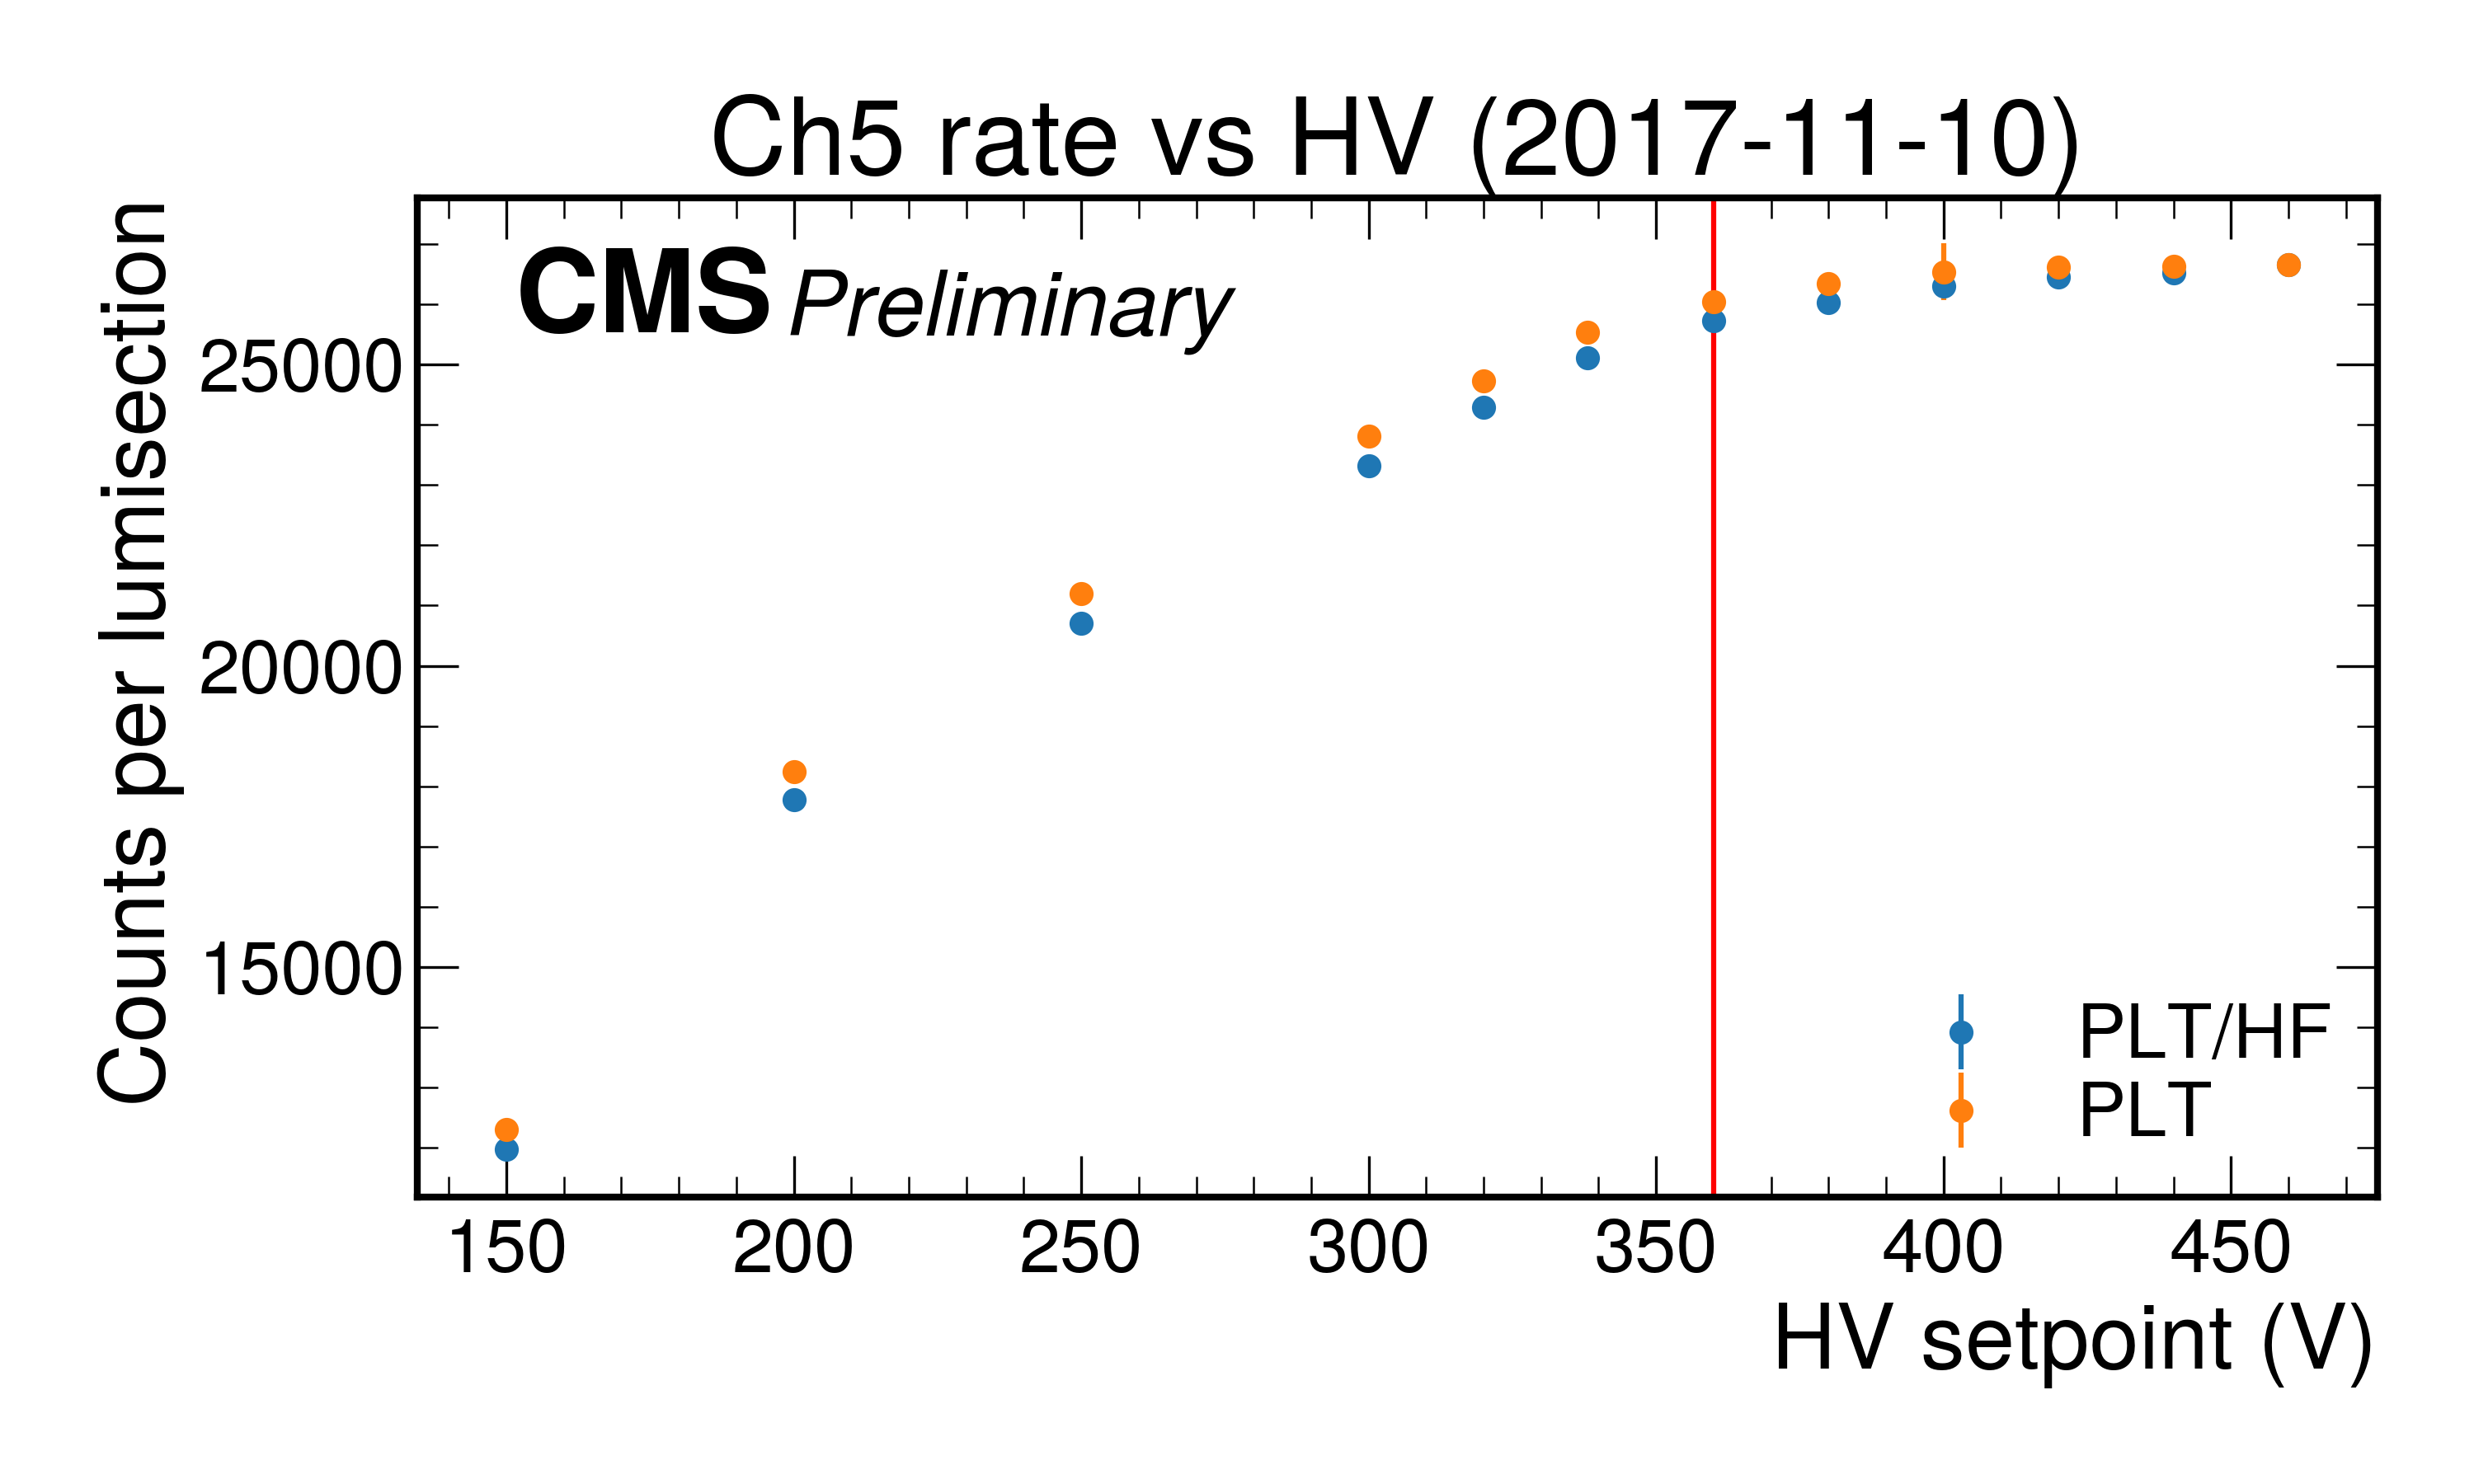 Ch5 rate vs HV (2017-11-10)
CMS Preliminary
Counts per lumisection
25000
20000
15000
PLT/HF
PLT
150 200 250 300 350 400 450
HV setpoint (V)